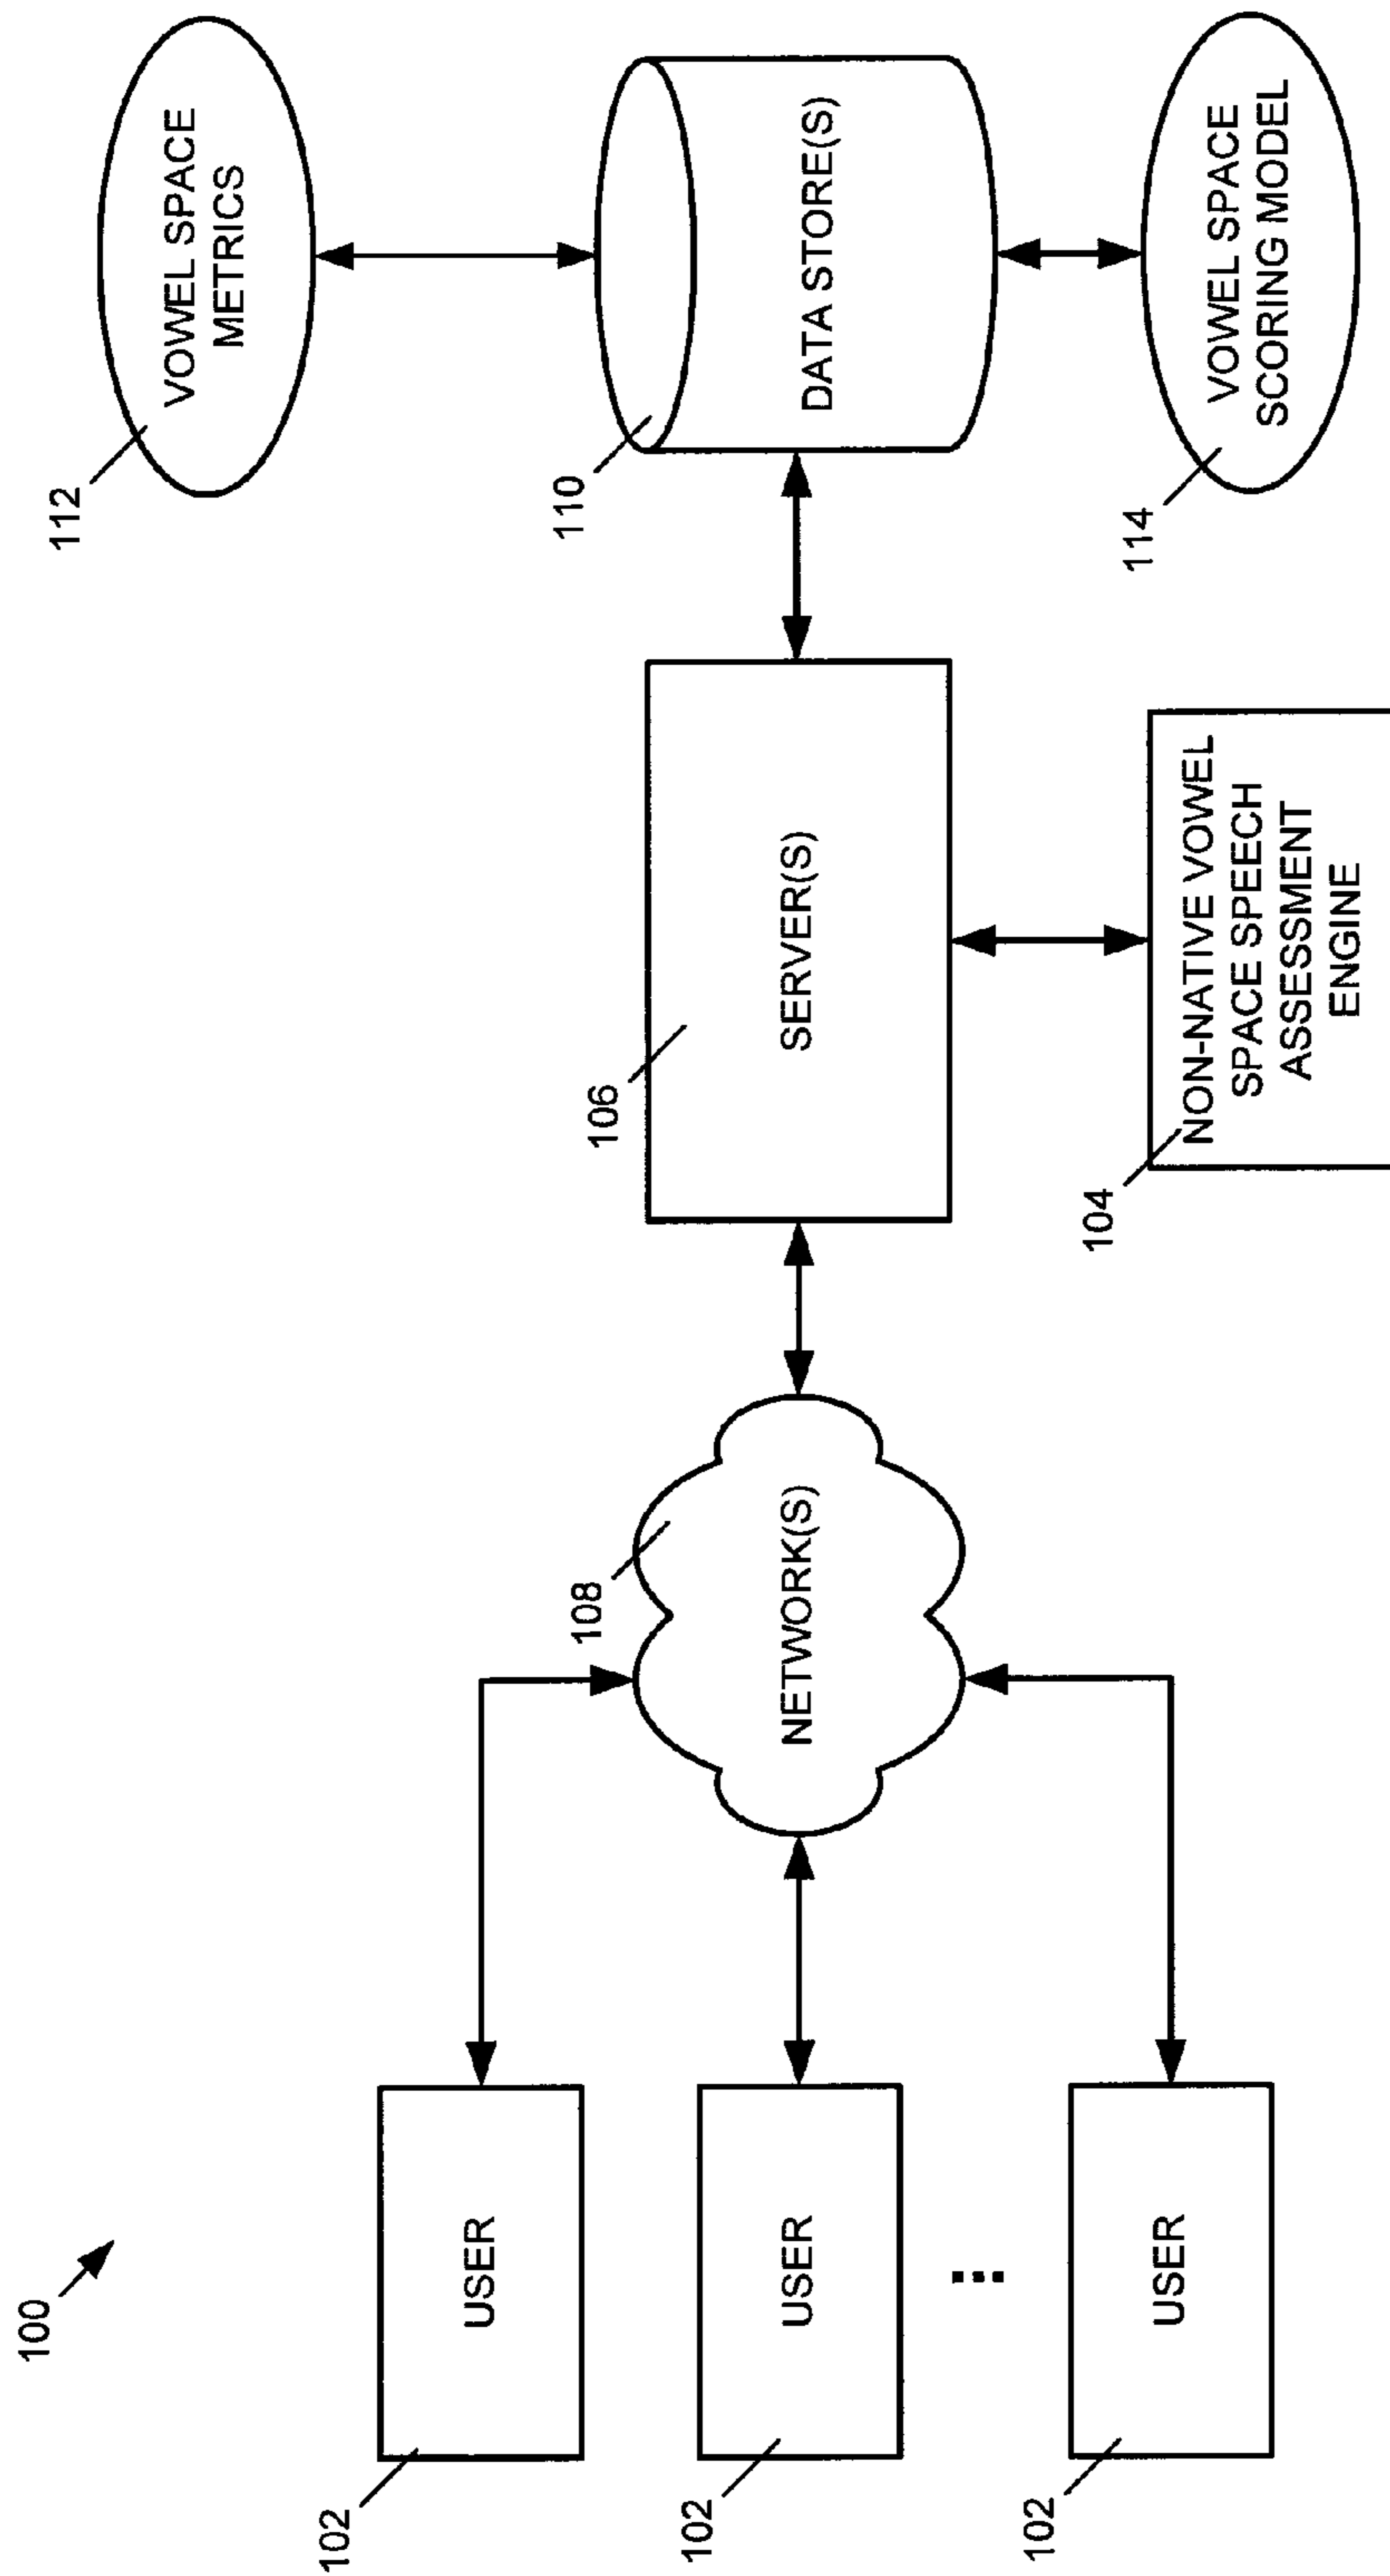 100
102
USER
102
USER
...
102
USER
108
NETWORK(S)
106
SERVER(S)
104
NON-NATIVE VOWEL
SPACE SPEECH
ASSESSMENT
ENGINE
112
VOWEL SPACE
METRICS
110
DATA STORE(S)
114
VOWEL SPACE
SCORING MODEL